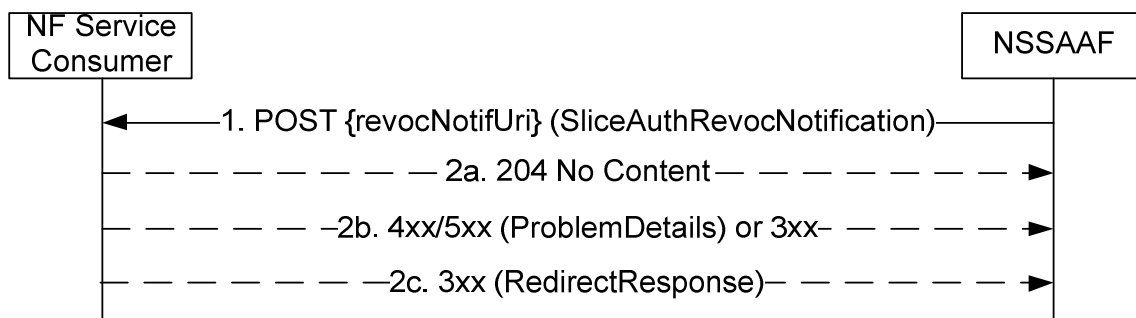 NF Service
Consumer
NSSAAF
1. POST {revocNotifUri} (SliceAuthRevocNotification)
2a. 204 No Content
2b. 4xx/5xx (ProblemDetails) or 3xx
2c. 3xx (RedirectResponse)